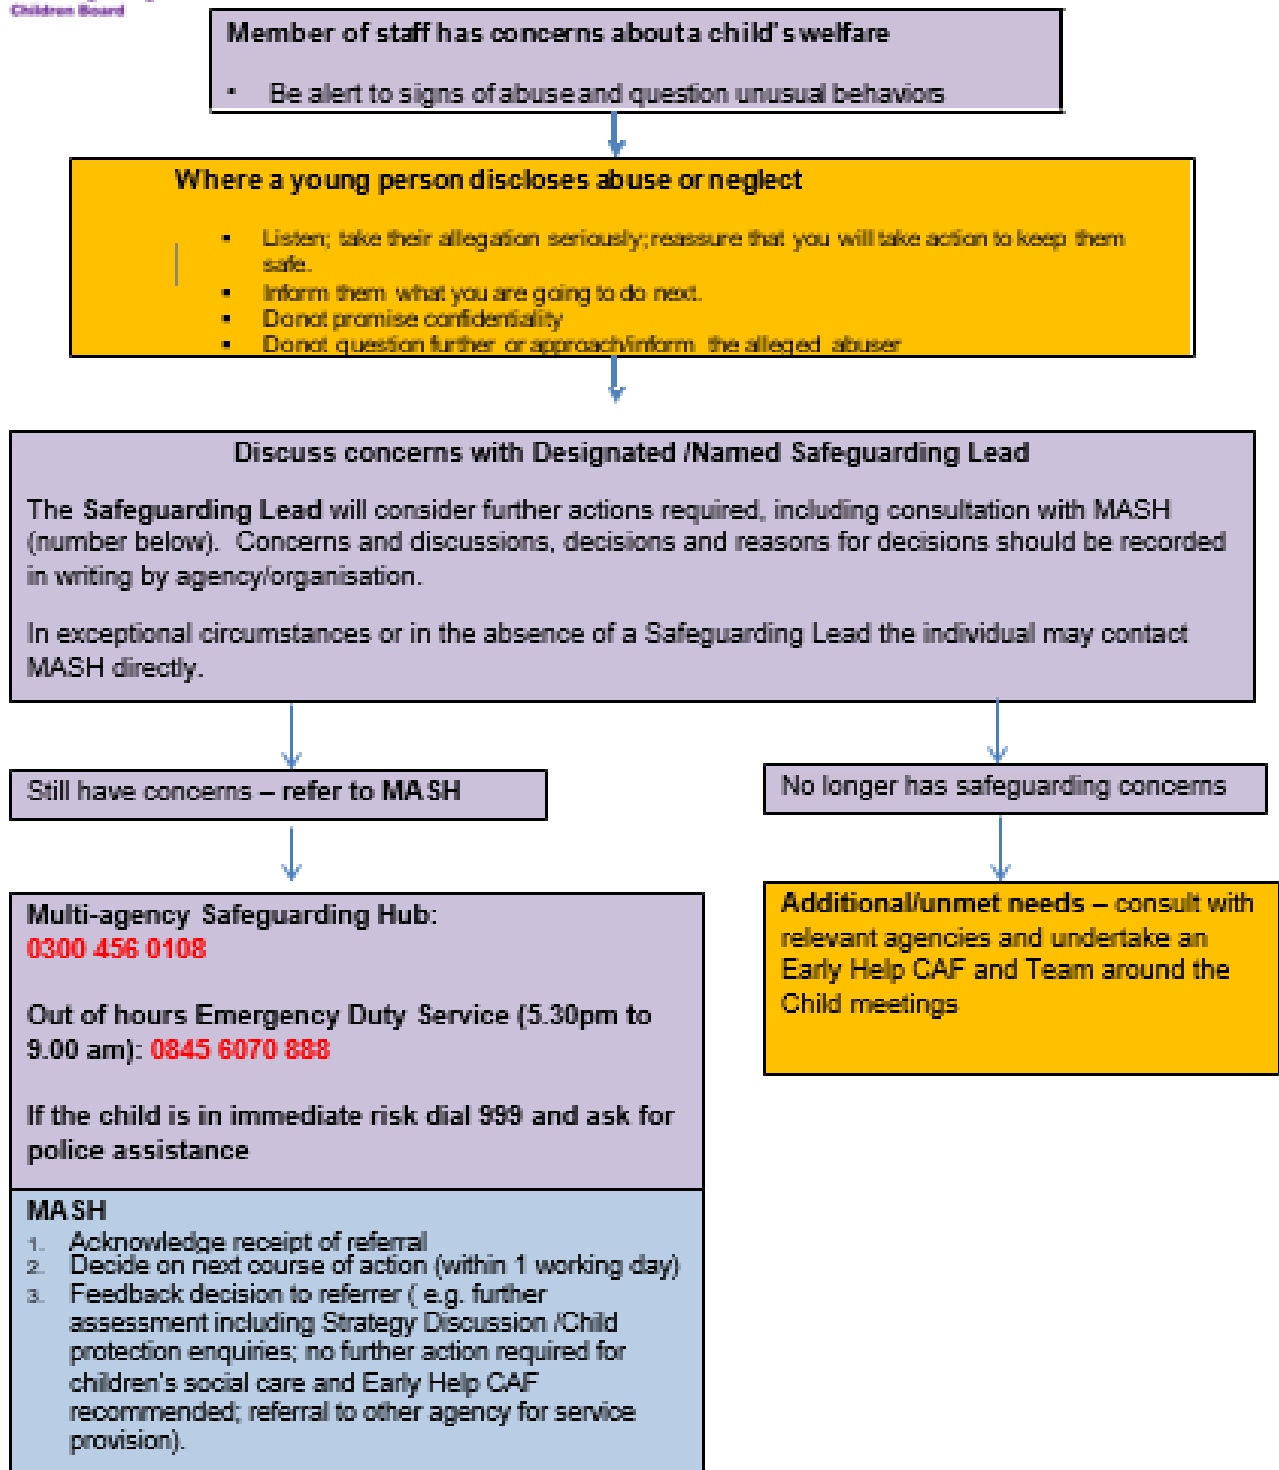 Children Board
Member of staff has concerns about a child's welfare
▪ Be alert to signs of abuse and question unusual behaviors
Where a young person discloses abuse or neglect
▪ Listen; take their allegation seriously; reassure that you will take action to keep them
safe.
▪ Inform them what you are going to do next.
▪ Do not promise confidentiality
▪ Do not question further or approach/inform the alleged abuser
Discuss concerns with Designated /Named Safeguarding Lead
The Safeguarding Lead will consider further actions required, including consultation with MASH
(number below). Concerns and discussions, decisions and reasons for decisions should be recorded
in writing by agency/organisation.
In exceptional circumstances or in the absence of a Safeguarding Lead the individual may contact
MASH directly.
Still have concerns – refer to MASH
No longer has safeguarding concerns
Multi-agency Safeguarding Hub:
0300 456 0108
Out of hours Emergency Duty Service (5.30pm to
9.00 am): 0845 6070 888
If the child is in immediate risk dial 999 and ask for
police assistance
Additional/unmet needs – consult with
relevant agencies and undertake an
Early Help CAF and Team around the
Child meetings
MASH
1. Acknowledge receipt of referral
2. Decide on next course of action (within 1 working day)
3. Feedback decision to referrer ( e.g. further
assessment including Strategy Discussion /Child
protection enquiries; no further action required for
children's social care and Early Help CAF
recommended; referral to other agency for service
provision).